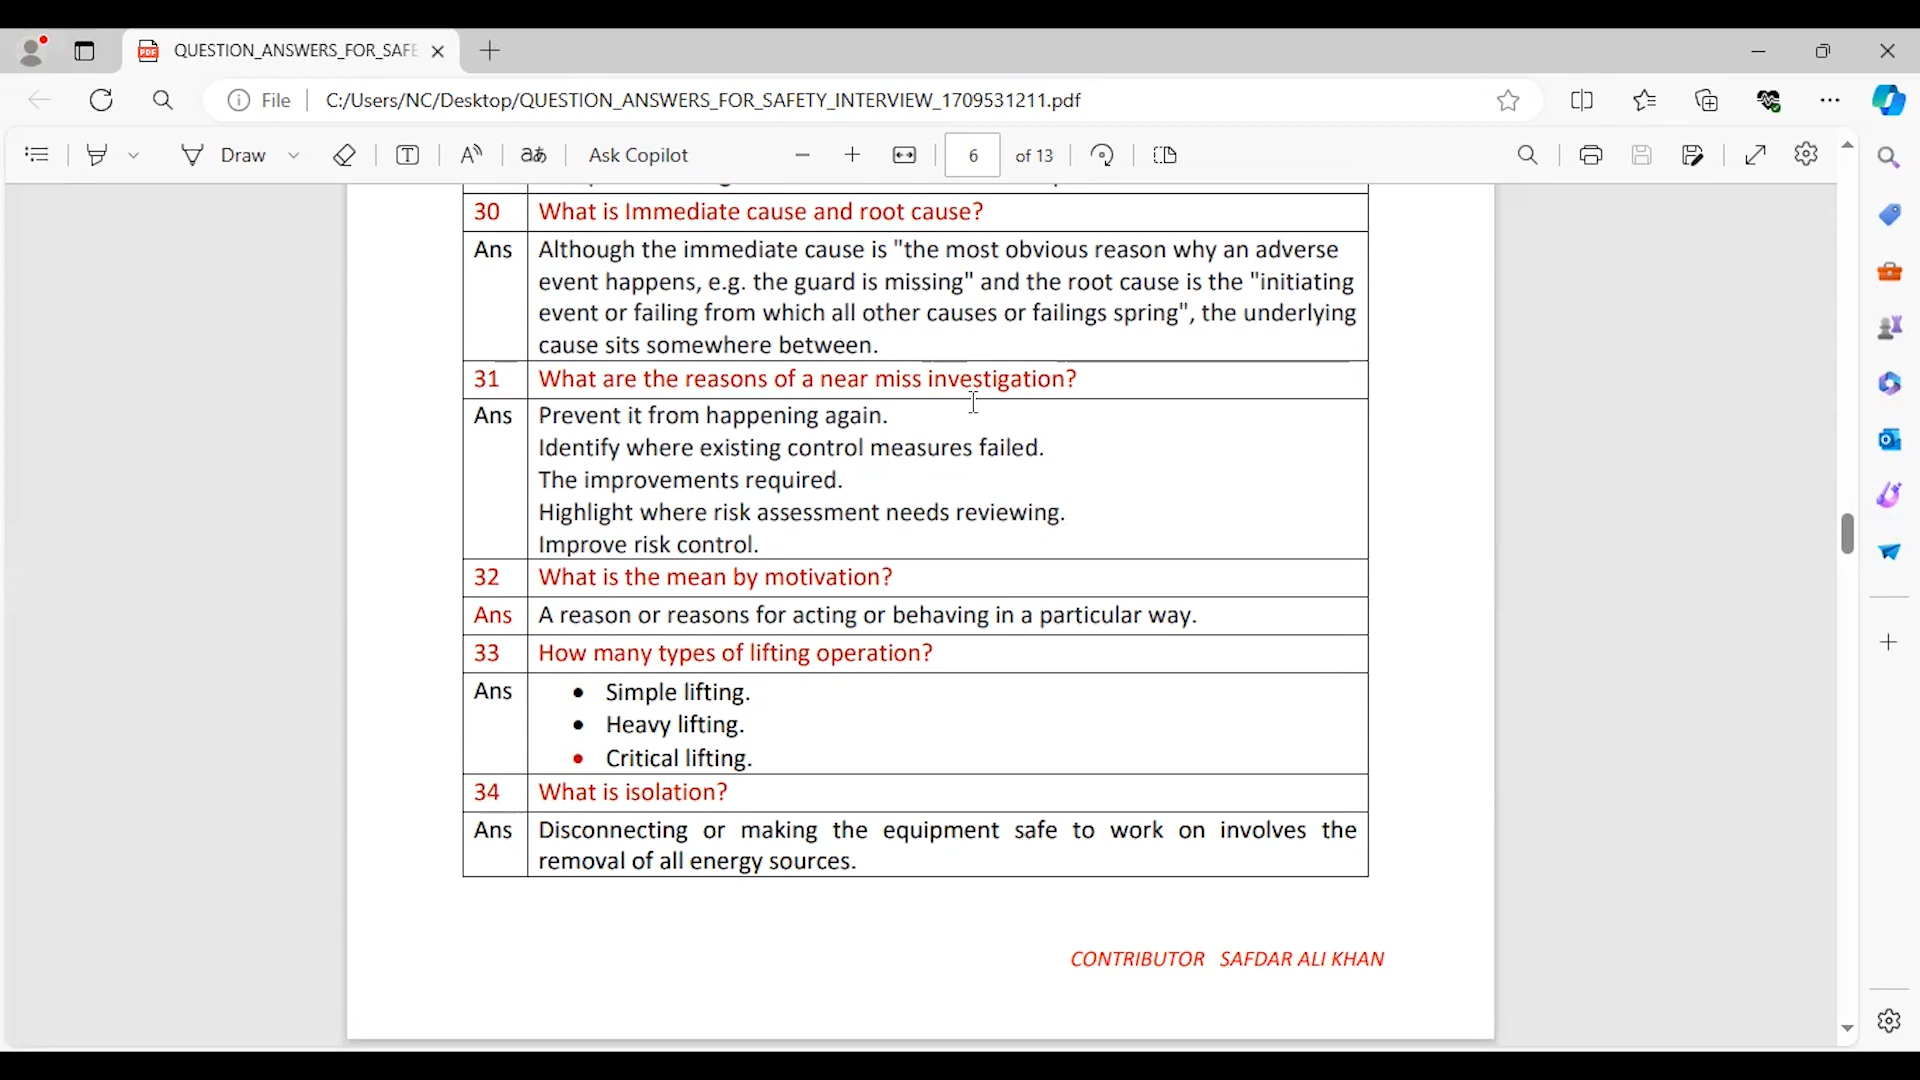 QUESTION_ANSWERS_FOR_SAFE
File
C:/Users/NC/Desktop/QUESTION_ANSWERS_FOR_SAFETY_INTERVIEW_1709531211.pdf
Draw
Ask Copilot
6 of 13
30 What is Immediate cause and root cause?
Ans Although the immediate cause is "the most obvious reason why an adverse
event happens, e.g. the guard is missing" and the root cause is the "initiating
event or failing from which all other causes or failings spring", the underlying
cause sits somewhere between.
31 What are the reasons of a near miss investigation?
Ans Prevent it from happening again.
Identify where existing control measures failed.
The improvements required.
Highlight where risk assessment needs reviewing.
Improve risk control.
32 What is the mean by motivation?
Ans A reason or reasons for acting or behaving in a particular way.
33 How many types of lifting operation?
Ans • Simple lifting.
• Heavy lifting.
• Critical lifting.
34 What is isolation?
Ans Disconnecting or making the equipment safe to work on involves the
removal of all energy sources.
CONTRIBUTOR SAFDAR ALI KHAN